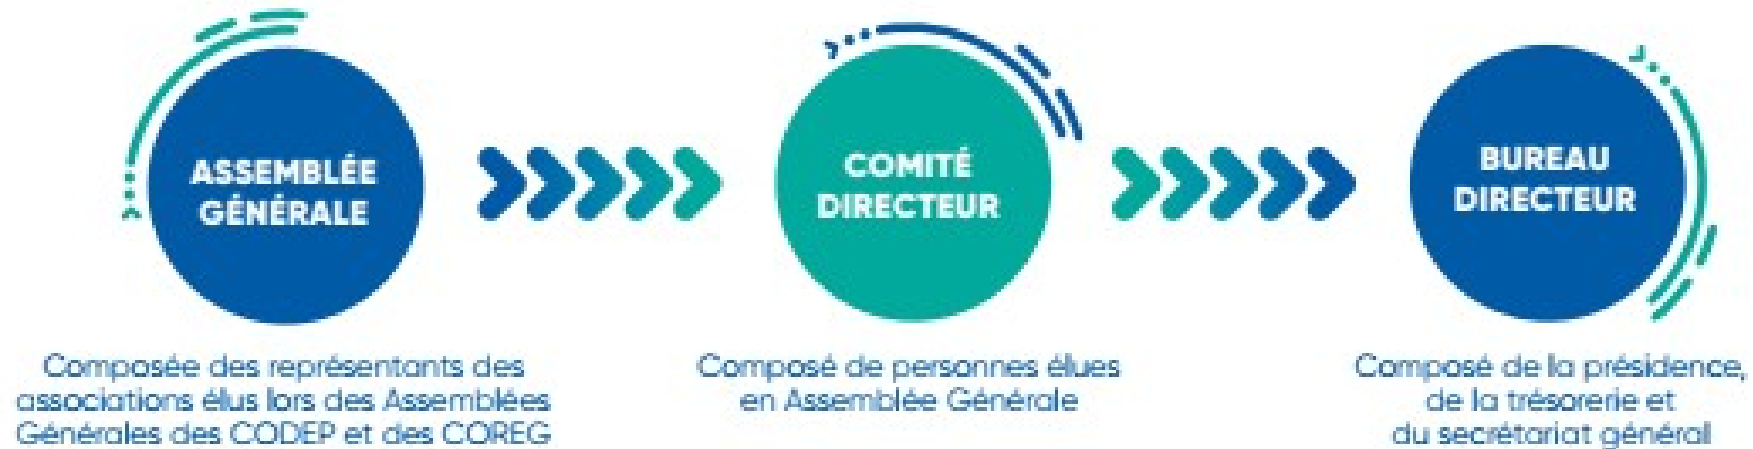 ASSEMBLÉE
GÉNÉRALE
Composée des représentants des
associations élus lors des Assemblées
Générales des CODEP et des COREG
COMITÉ
DIRECTEUR
Composé de personnes élues
en Assemblée Générale
BUREAU
DIRECTEUR
Composé de la présidence,
de la trésorerie et
du secrétariat général